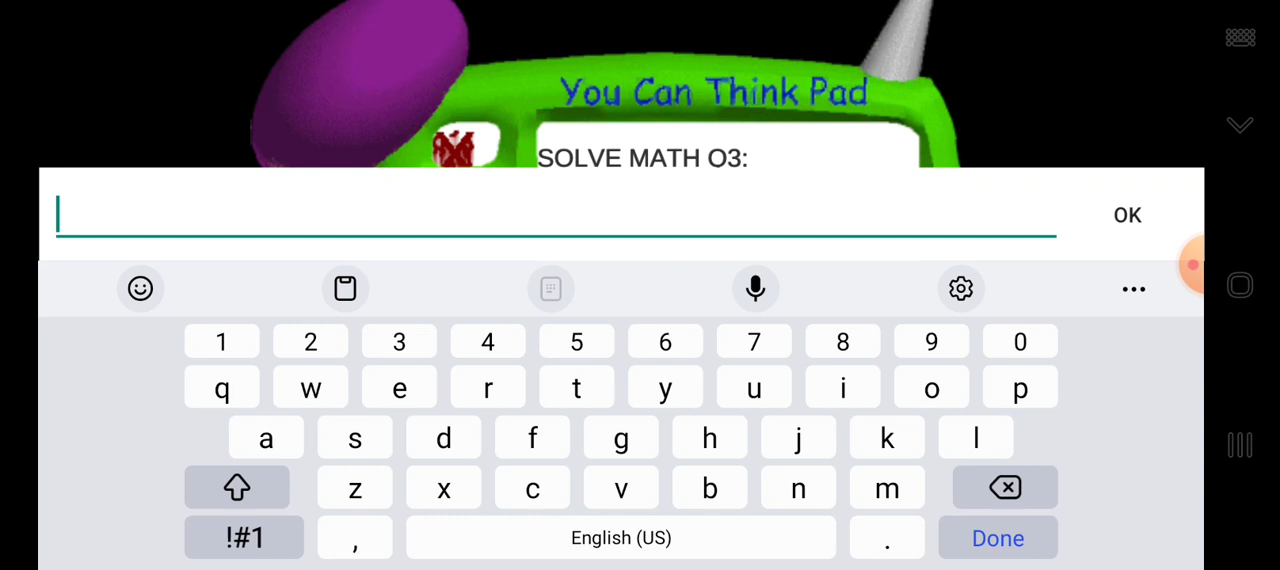 You Can Think Pad
SOLVE MATH O3:
OK
1 2 3 4 5 6 7 8 9 0
q w e r t y u i o p
a s d f g h j k l
z x c v b n m
!#1 , English (US) . Done